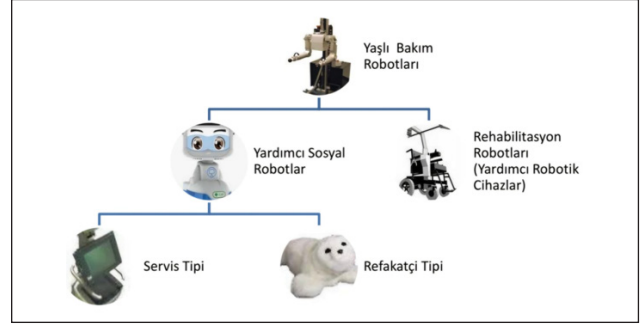 Yaşlı Bakım
Robotları
Yardımcı Sosyal
Robotlar
Rehabilitasyon
Robotları
(Yardımcı Robotik
Cihazlar)
Servis Tipi
Refakatçi Tipi